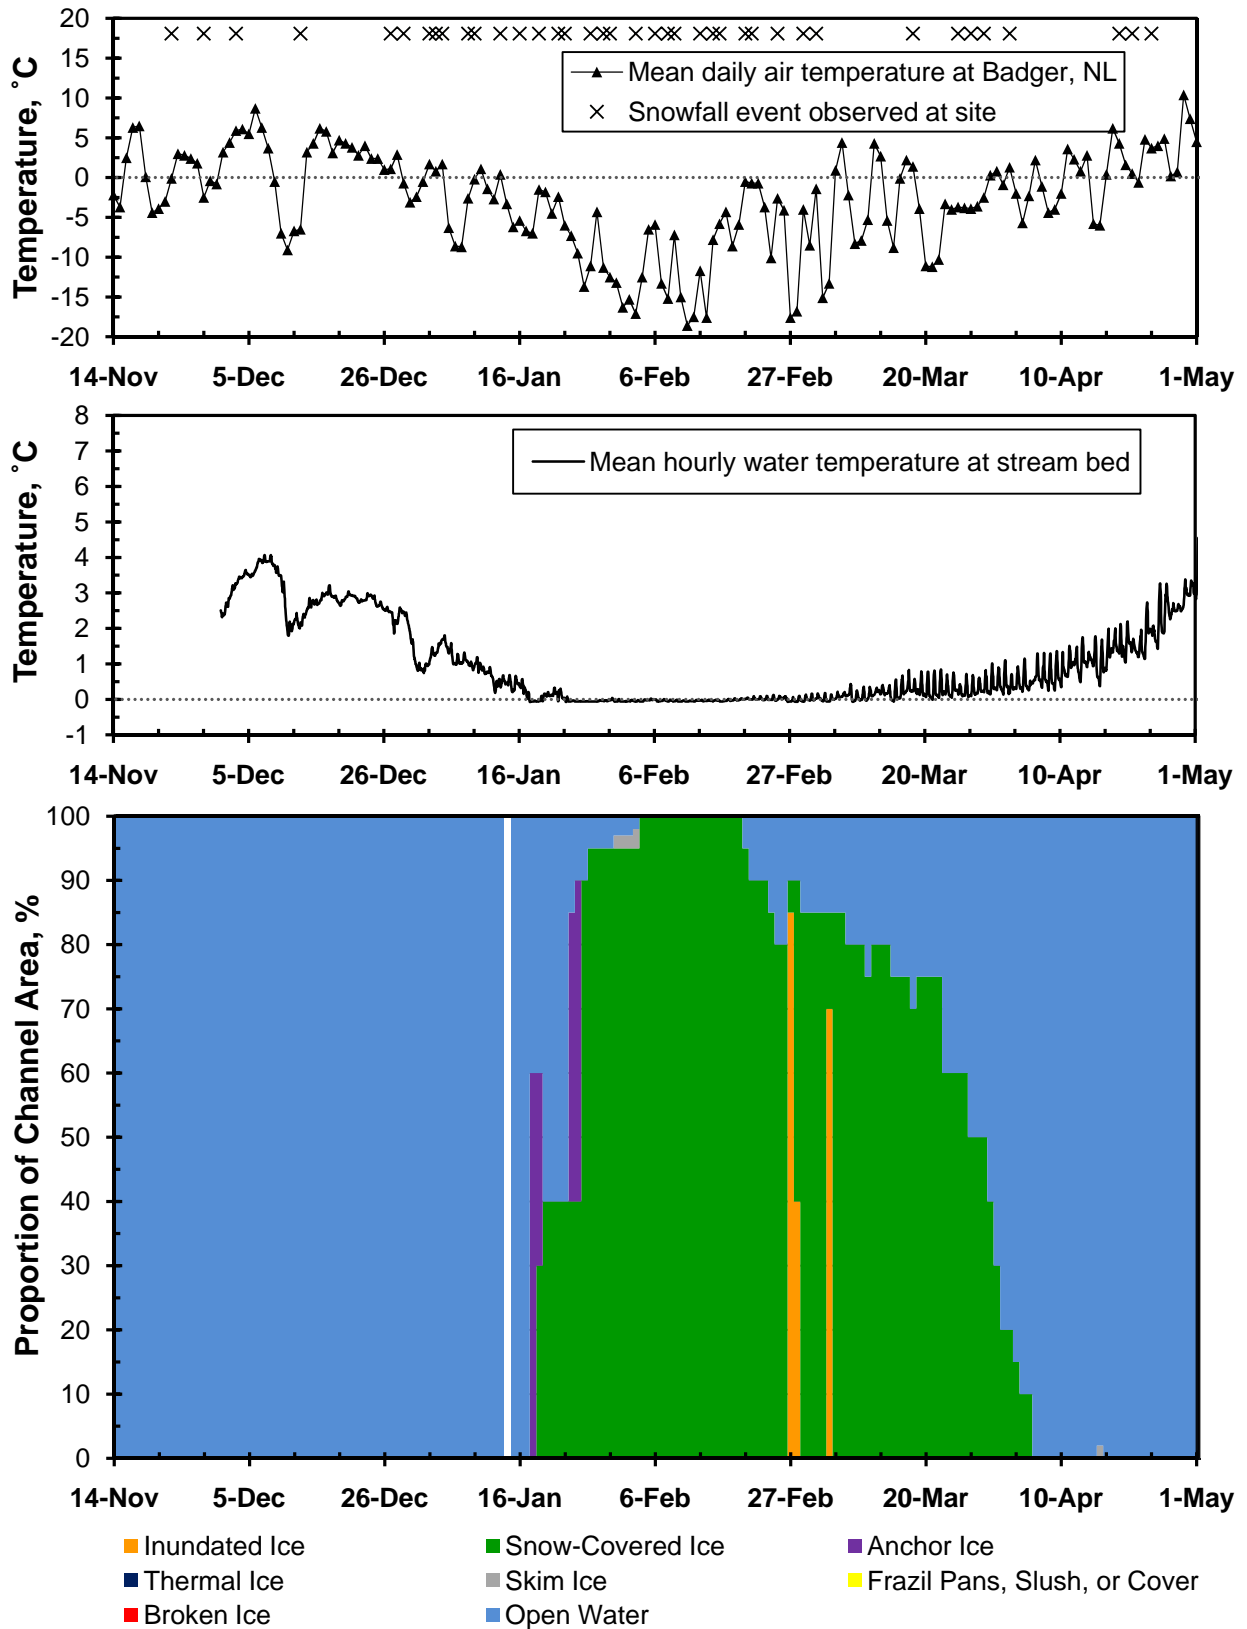 20
15
10
5
0
-5
-10
-15
-20
Temperature, ˚C
Mean daily air temperature at Badger, NL
Snowfall event observed at site
14-Nov 5-Dec 26-Dec 16-Jan 6-Feb 27-Feb 20-Mar 10-Apr 1-May
8
7
6
5
4
3
2
1
0
-1
Temperature, ˚C
Mean hourly water temperature at stream bed
14-Nov 5-Dec 26-Dec 16-Jan 6-Feb 27-Feb 20-Mar 10-Apr 1-May
100
90
80
70
60
50
40
30
20
10
0
Proportion of Channel Area, %
14-Nov 5-Dec 26-Dec 16-Jan 6-Feb 27-Feb 20-Mar 10-Apr 1-May
Inundated Ice Snow-Covered Ice Anchor Ice
Thermal Ice Skim Ice Frazil Pans, Slush, or Cover
Broken Ice Open Water